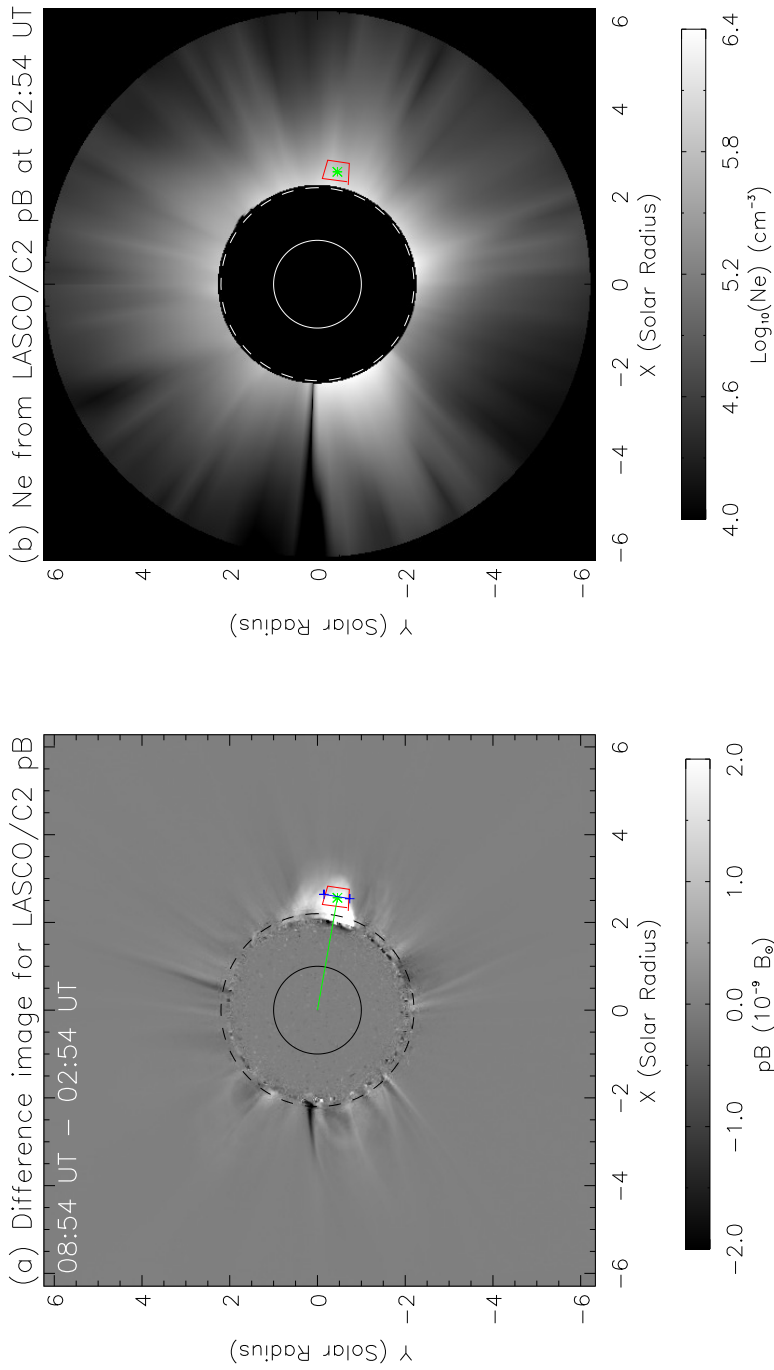 (a) Difference image for LASCO/C2 pB
08:54 UT − 02:54 UT
Y (Solar Radius)
6
4
2
0
−2
−4
−6
−6 −4 −2 0 2 4 6
X (Solar Radius)
−2.0 −1.0 0.0 1.0 2.0
pB (10⁻⁹ B☉)
(b) Ne from LASCO/C2 pB at 02:54 UT
Y (Solar Radius)
6
4
2
0
−2
−4
−6
−6 −4 −2 0 2 4 6
X (Solar Radius)
4.0 4.6 5.2 5.8 6.4
Log₁₀(Ne) (cm⁻³)